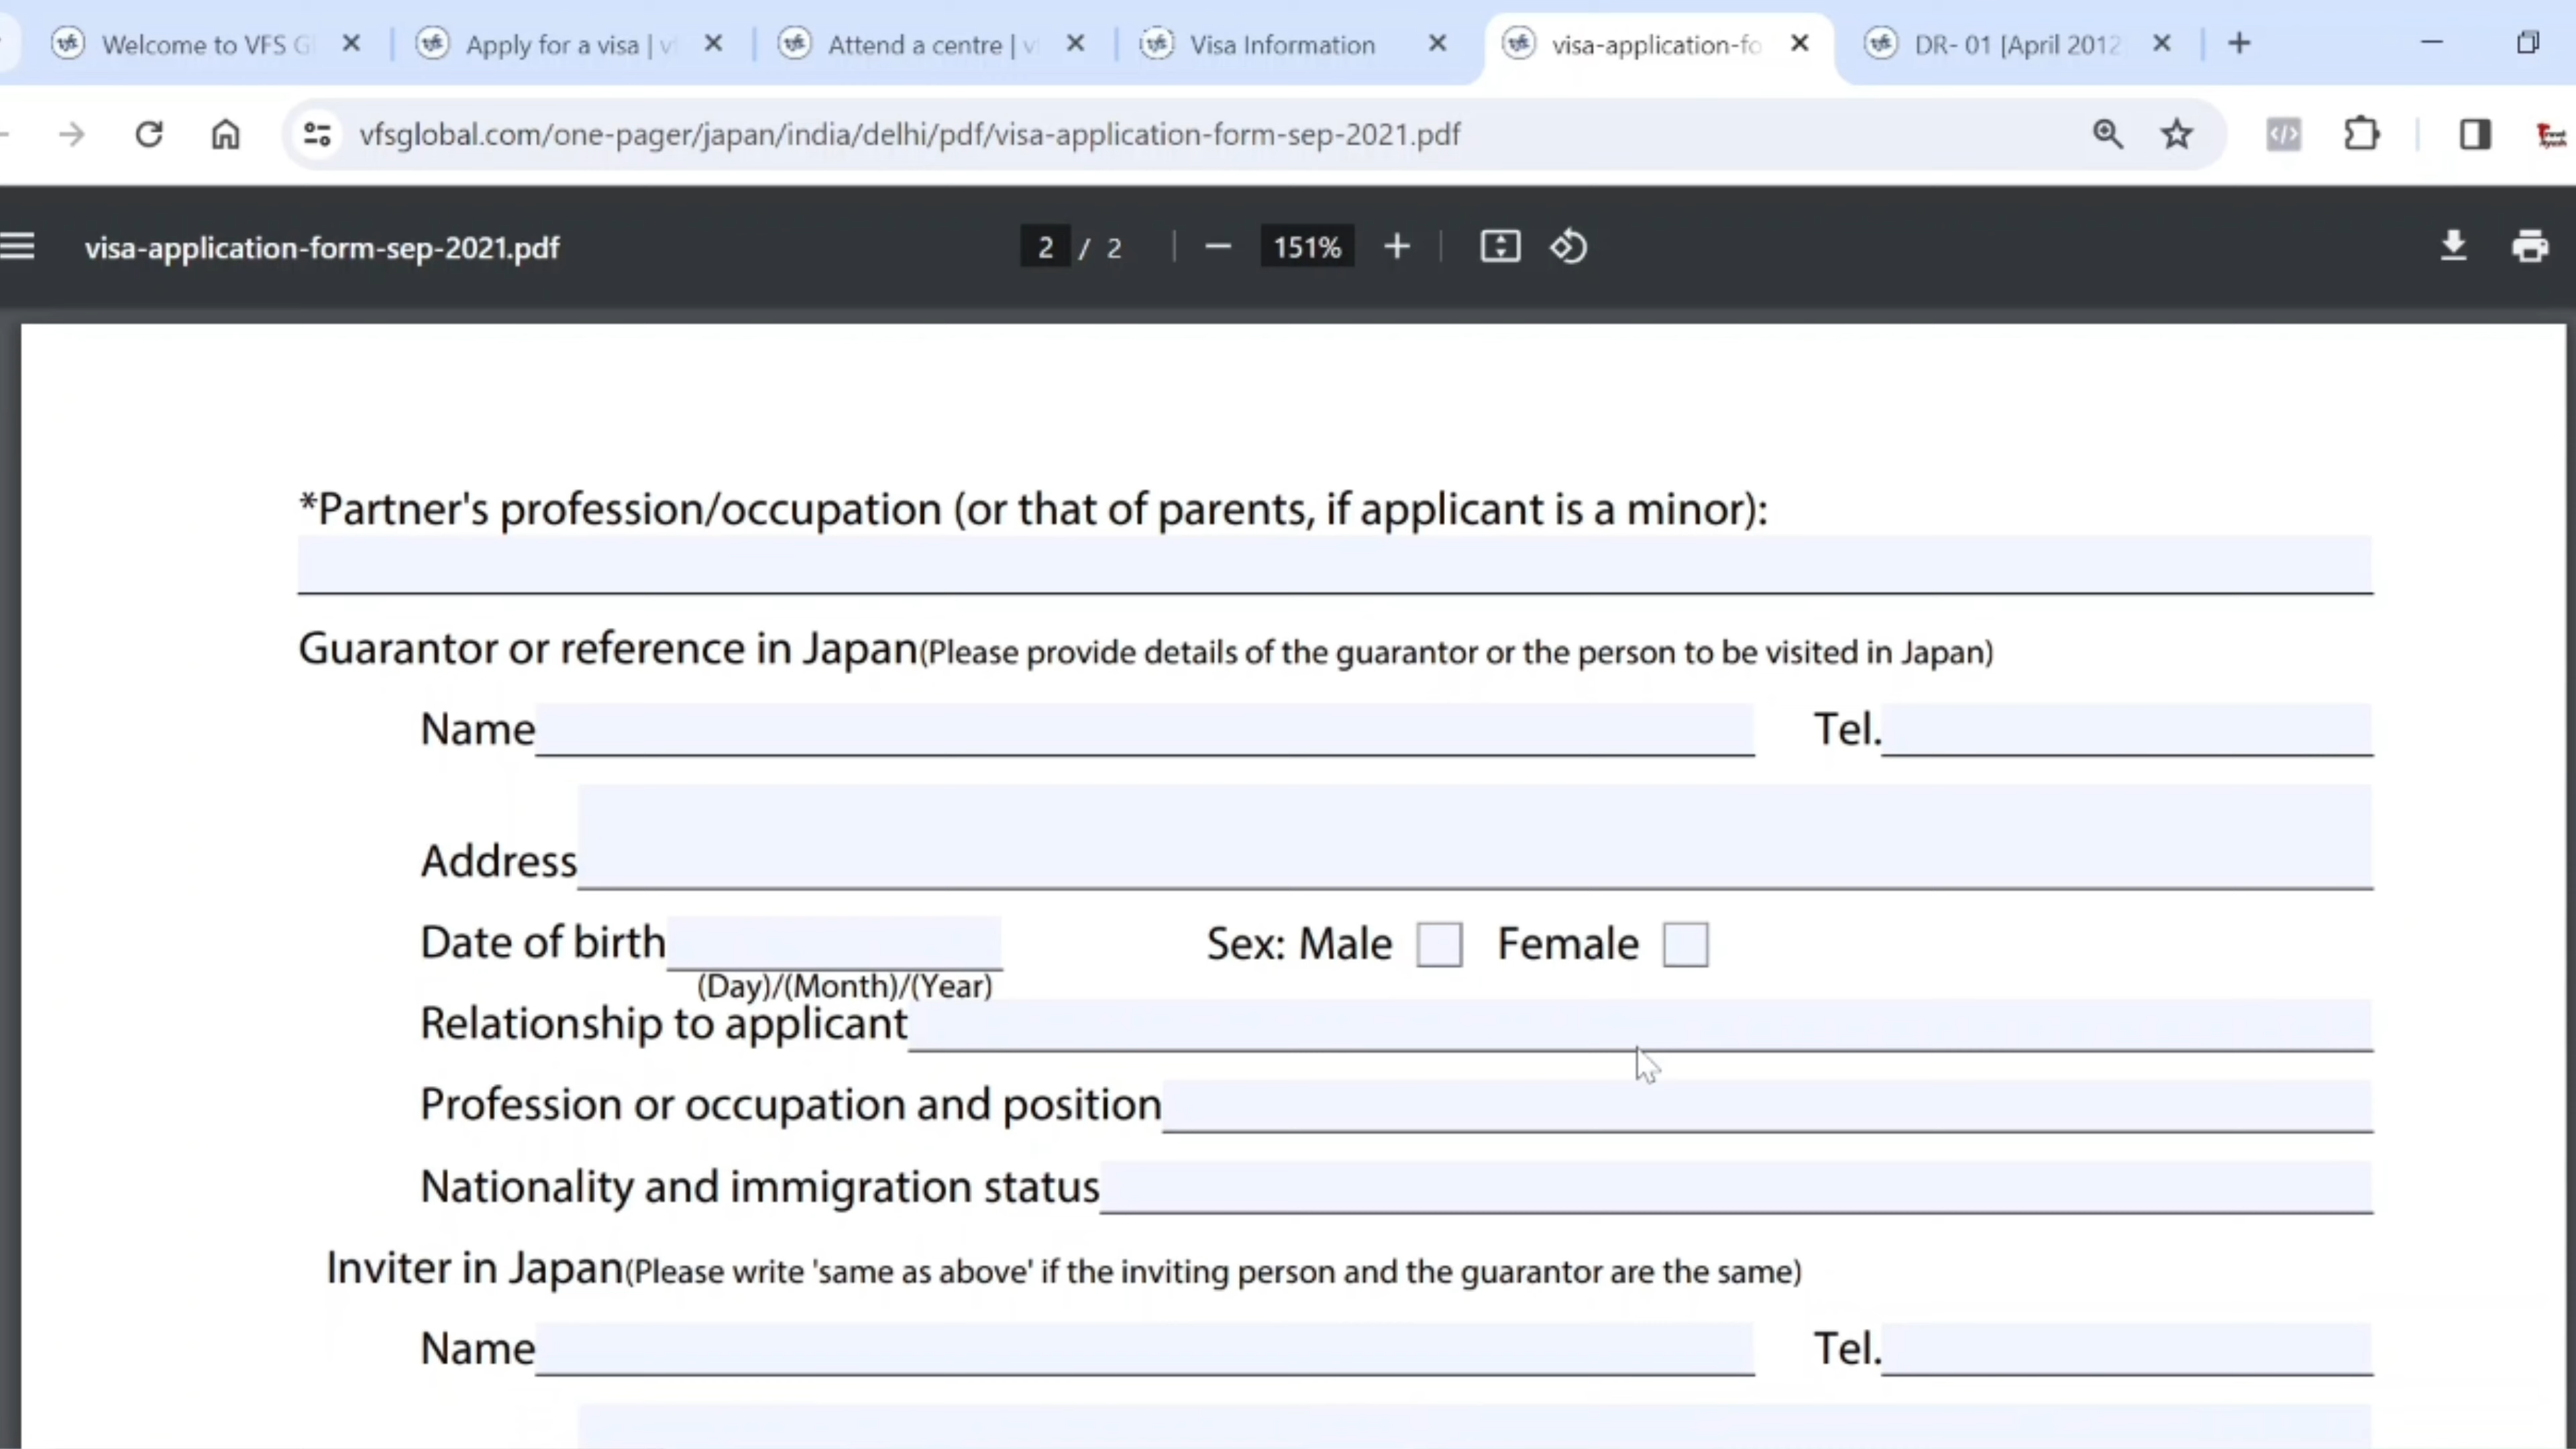 Welcome to VFS G
Apply for a visa | v
Attend a centre | v
Visa Information
visa-application-fo
DR- 01 [April 2012
vfsglobal.com/one-pager/japan/india/delhi/pdf/visa-application-form-sep-2021.pdf
visa-application-form-sep-2021.pdf
2 / 2
151%
*Partner's profession/occupation (or that of parents, if applicant is a minor):
Guarantor or reference in Japan(Please provide details of the guarantor or the person to be visited in Japan)
Name Tel.
Address
Date of birth Sex: Male Female
(Day)/(Month)/(Year)
Relationship to applicant
Profession or occupation and position
Nationality and immigration status
Inviter in Japan(Please write 'same as above' if the inviting person and the guarantor are the same)
Name Tel.